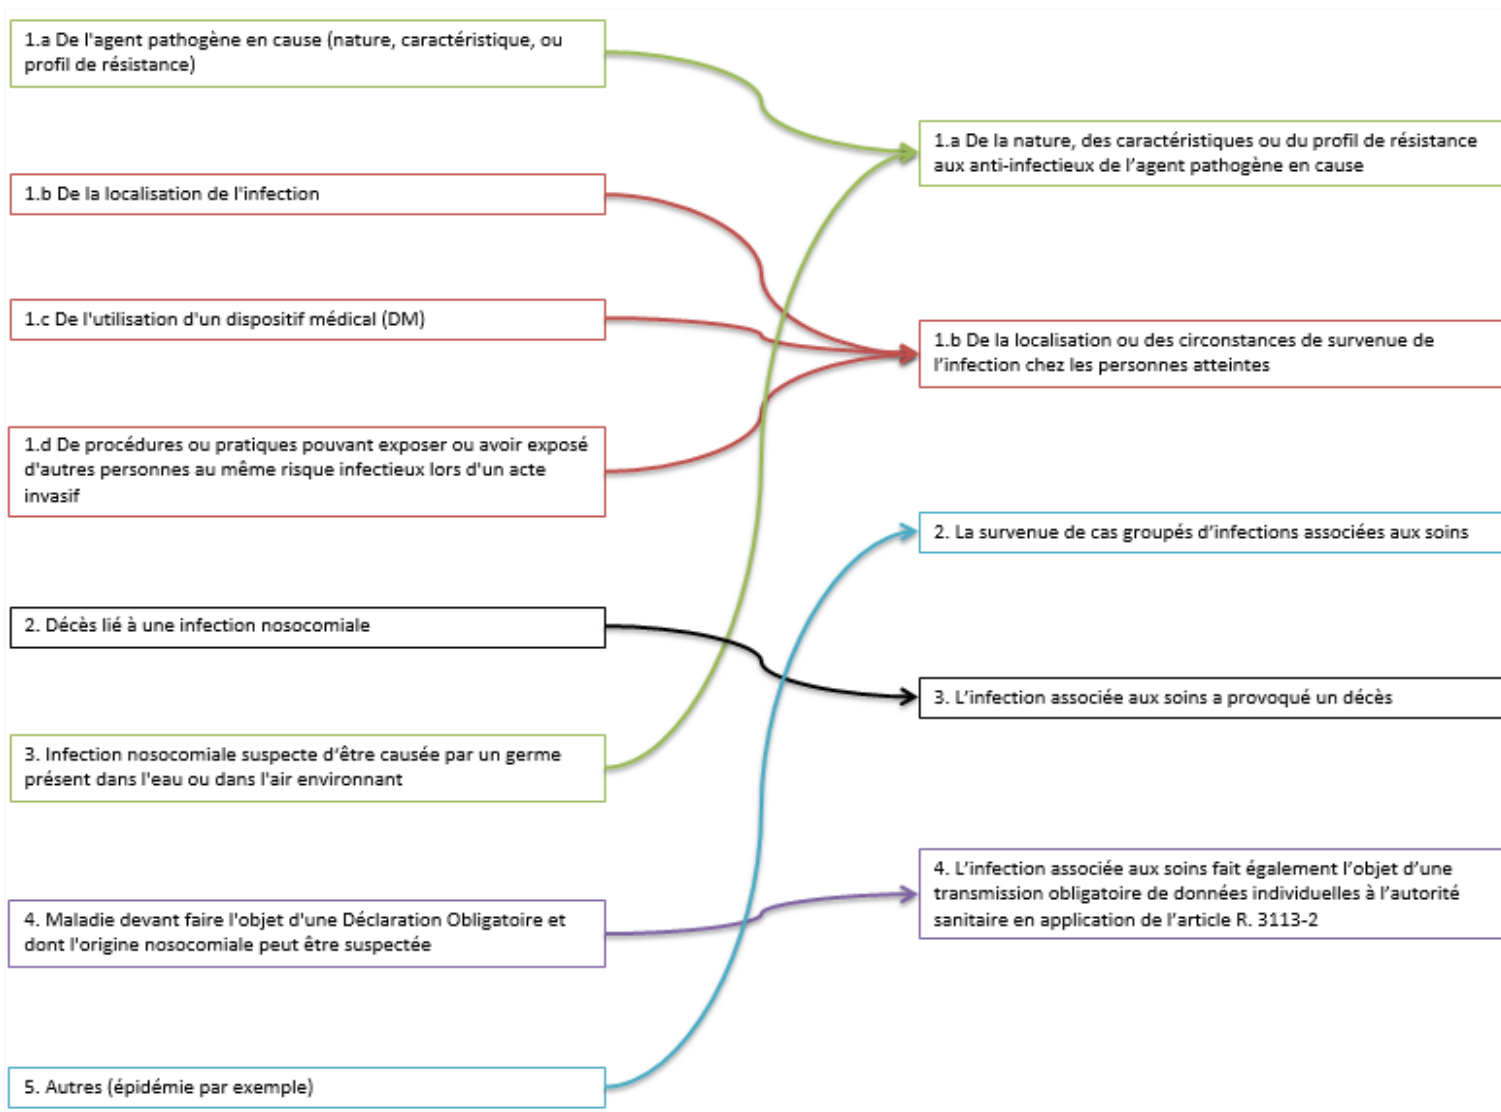 1.a De l'agent pathogène en cause (nature, caractéristique, ou
profil de résistance)
1.b De la localisation de l'infection
1.c De l'utilisation d'un dispositif médical (DM)
1.d De procédures ou pratiques pouvant exposer ou avoir exposé
d'autres personnes au même risque infectieux lors d'un acte
invasif
2. Décès lié à une infection nosocomiale
3. Infection nosocomiale suspecte d’être causée par un germe
présent dans l'eau ou dans l'air environnant
4. Maladie devant faire l'objet d'une Déclaration Obligatoire et
dont l'origine nosocomiale peut être suspectée
5. Autres (épidémie par exemple)
1.a De la nature, des caractéristiques ou du profil de résistance
aux anti-infectieux de l’agent pathogène en cause
1.b De la localisation ou des circonstances de survenue de
l’infection chez les personnes atteintes
2. La survenue de cas groupés d’infections associées aux soins
3. L’infection associée aux soins a provoqué un décès
4. L’infection associée aux soins fait également l’objet d’une
transmission obligatoire de données individuelles à l’autorité
sanitaire en application de l’article R. 3113-2